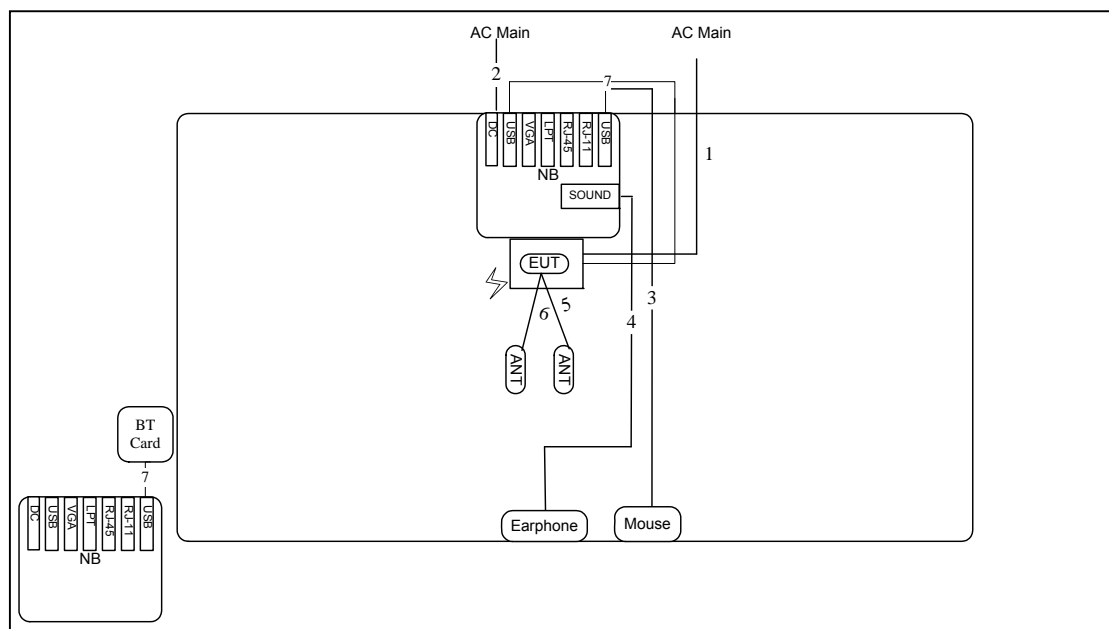 AC Main
AC Main
2
7
DC
USB
VGA
LPT
RJ-45
RJ-11
USB
NB
1
SOUND
EUT
6
5
4
3
ANT
ANT
BT
Card
7
DC
USB
VGA
LPT
RJ-45
RJ-11
USB
NB
Earphone
Mouse